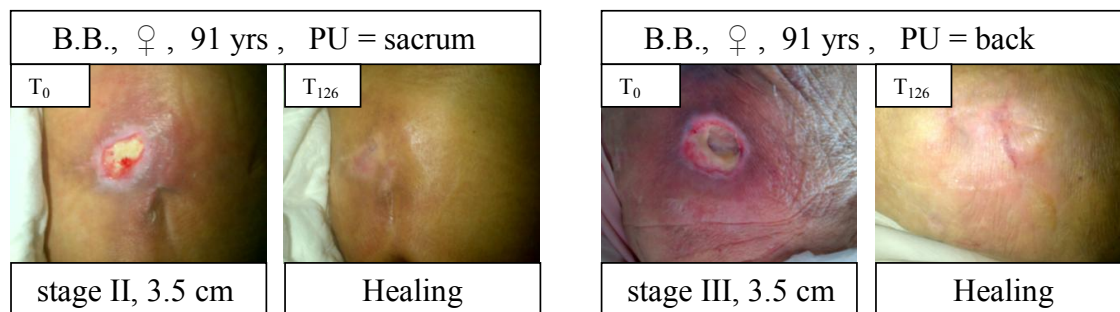 B.B., ♀ , 91 yrs , PU = sacrum
T₀
T₁₂₆
stage II, 3.5 cm
Healing
B.B., ♀, 91 yrs , PU = back
T₀
T₁₂₆
stage III, 3.5 cm
Healing